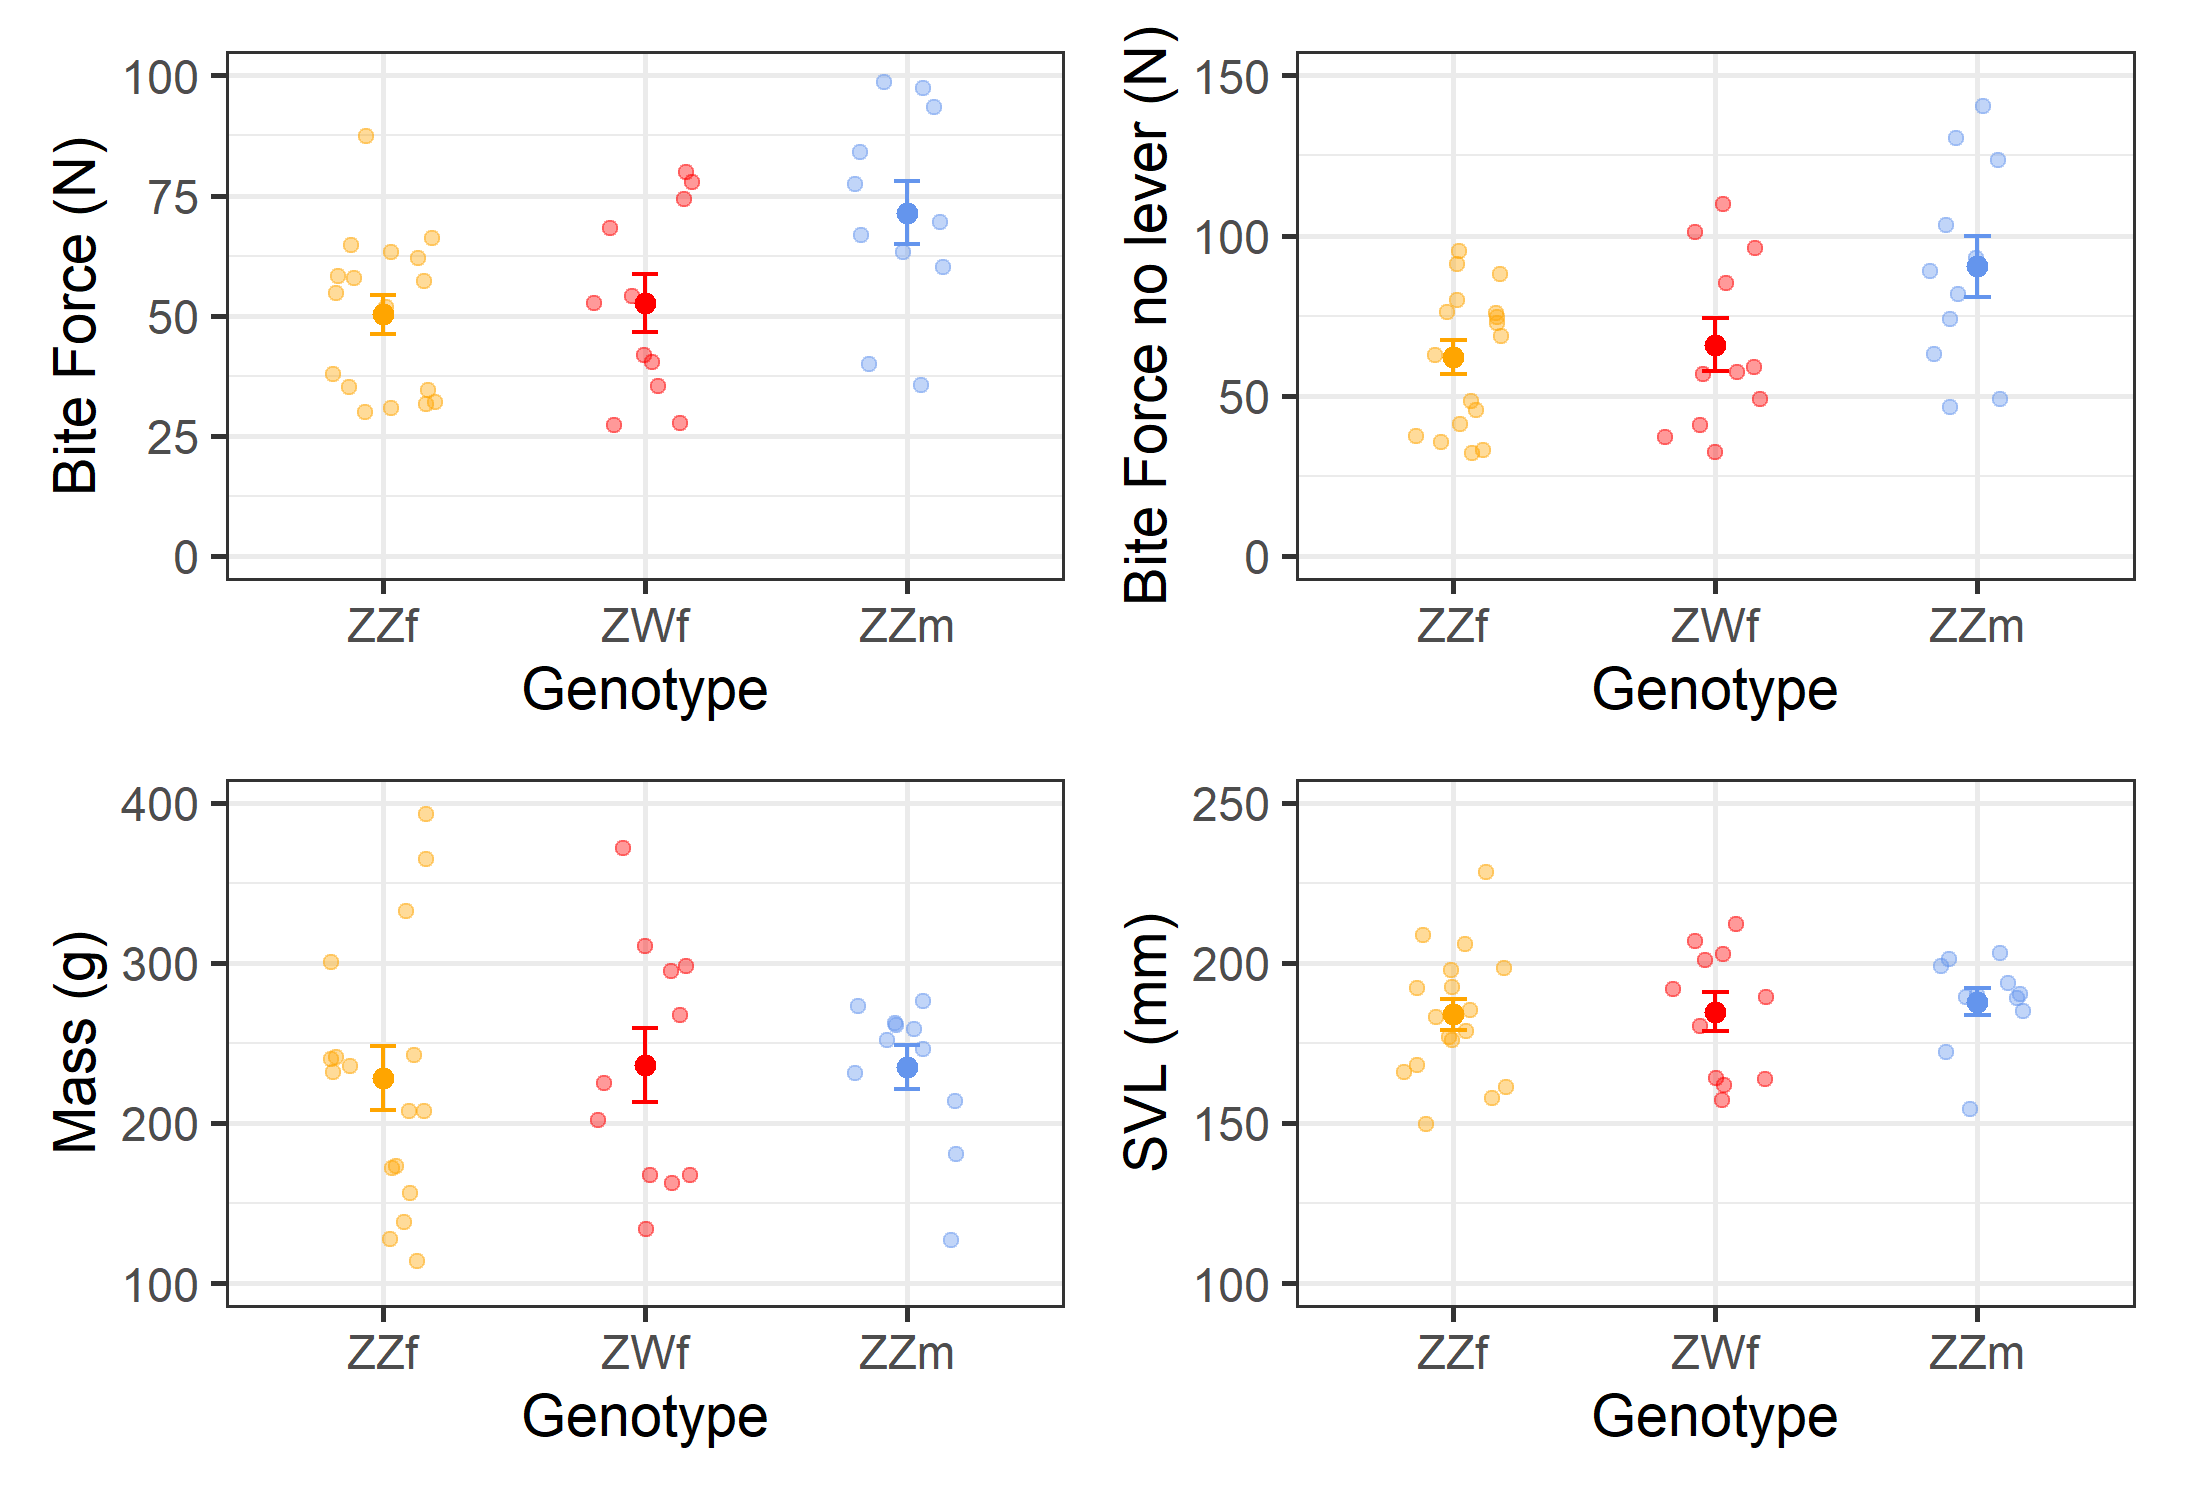 Bite Force (N)
100
75
50
25
0
ZZf ZWf ZZm
Genotype
Bite Force no lever (N)
150
100
50
0
ZZf ZWf ZZm
Genotype
Mass (g)
400
300
200
100
ZZf ZWf ZZm
Genotype
SVL (mm)
250
200
150
100
ZZf ZWf ZZm
Genotype